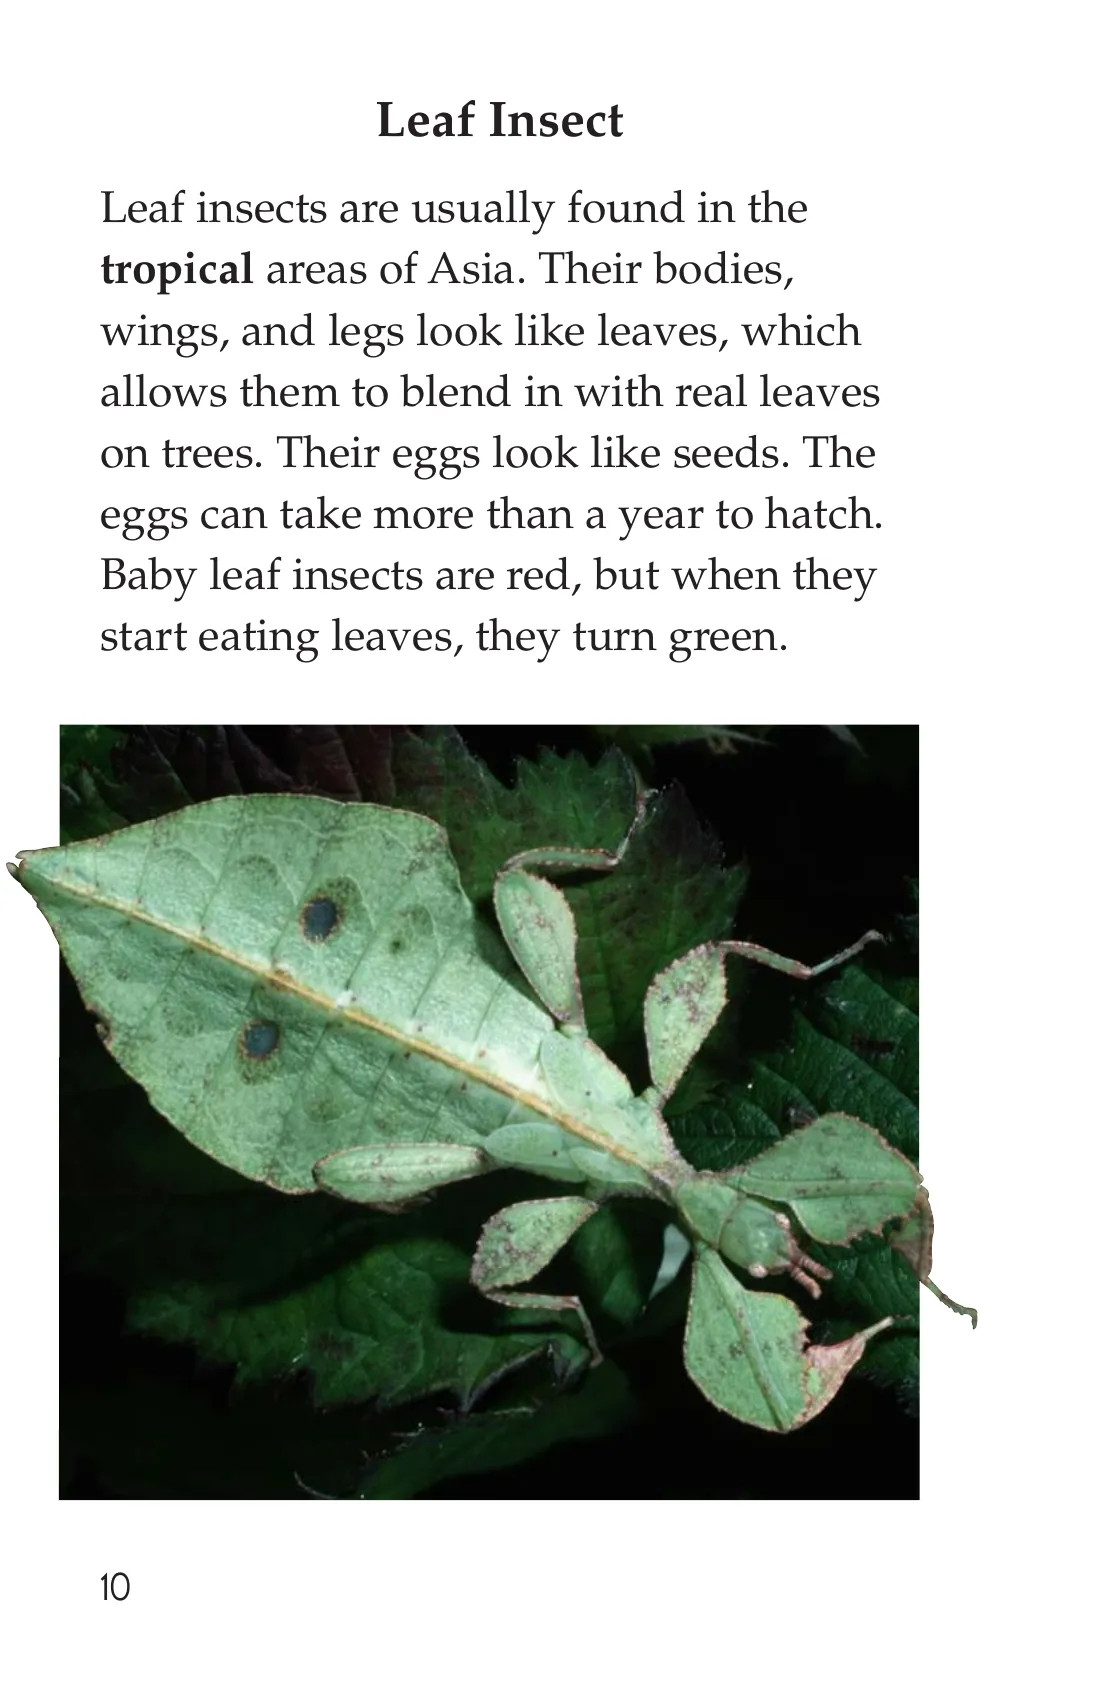 Leaf Insect
Leaf insects are usually found in the
tropical areas of Asia. Their bodies,
wings, and legs look like leaves, which
allows them to blend in with real leaves
on trees. Their eggs look like seeds. The
eggs can take more than a year to hatch.
Baby leaf insects are red, but when they
start eating leaves, they turn green.
10